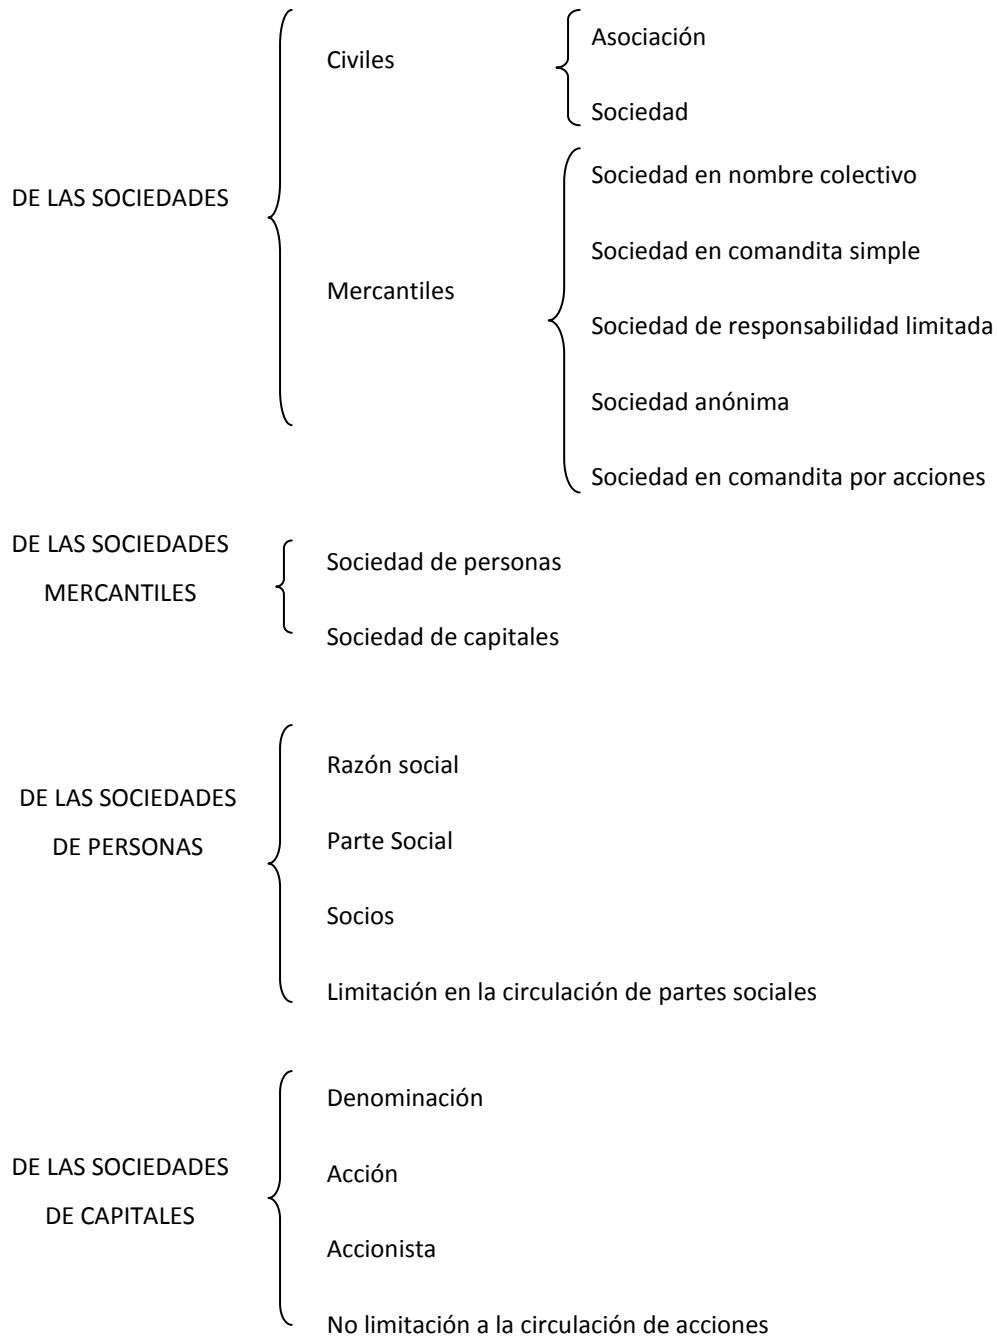 DE LAS SOCIEDADES
Civiles
Asociación
Sociedad
Mercantiles
Sociedad en nombre colectivo
Sociedad en comandita simple
Sociedad de responsabilidad limitada
Sociedad anónima
Sociedad en comandita por acciones
DE LAS SOCIEDADES
MERCANTILES
Sociedad de personas
Sociedad de capitales
DE LAS SOCIEDADES
DE PERSONAS
Razón social
Parte Social
Socios
Limitación en la circulación de partes sociales
DE LAS SOCIEDADES
DE CAPITALES
Denominación
Acción
Accionista
No limitación a la circulación de acciones